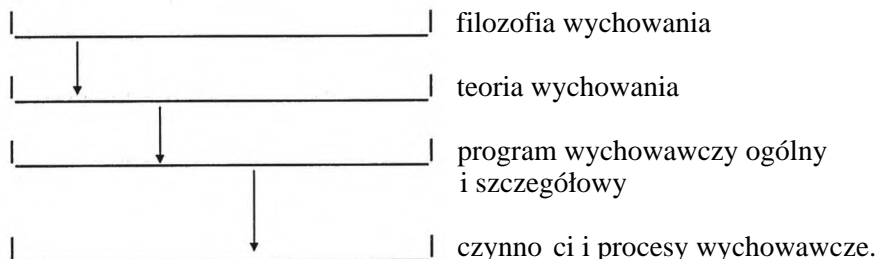 filozofia wychowania
teoria wychowania
program wychowawczy ogólny
i szczegółowy
czynno ci i procesy wychowawcze.